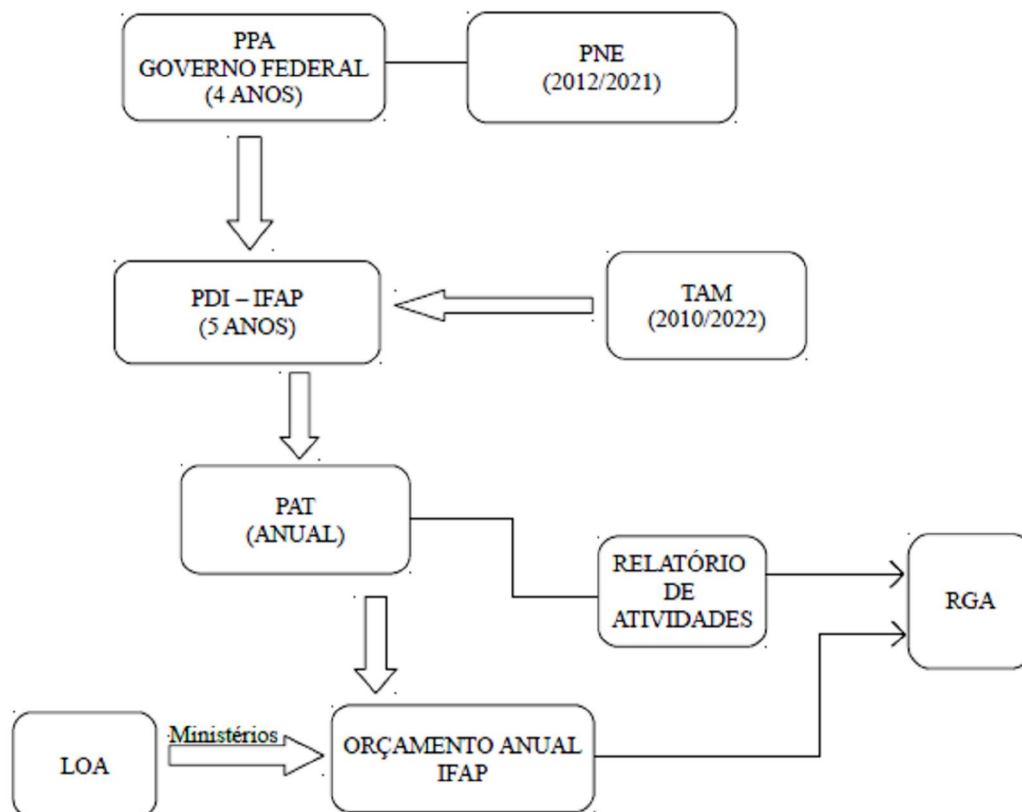 PPA
GOVERNO FEDERAL
(4 ANOS)
PNE
(2012/2021)
PDI – IFAP
(5 ANOS)
TAM
(2010/2022)
PAT
(ANUAL)
RELATÓRIO
DE
ATIVIDADES
RGA
LOA
Ministérios
ORÇAMENTO ANUAL
IFAP